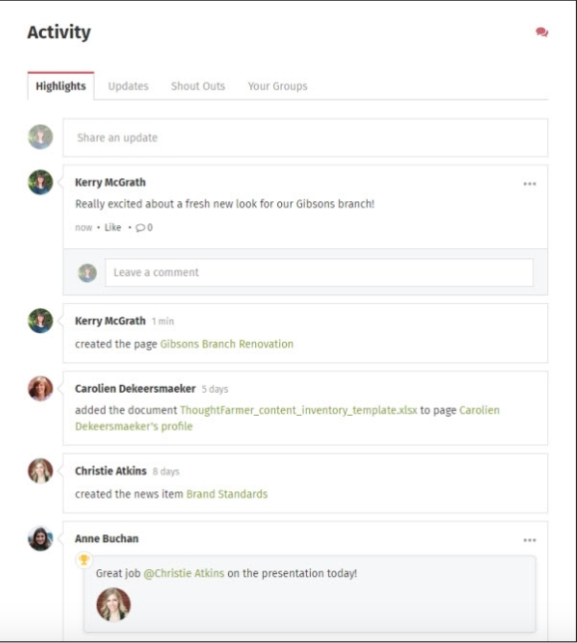 Activity
Highlights Updates Shout Outs Your Groups
Share an update
Kerry McGrath
Really excited about a fresh new look for our Gibsons branch!
now • Like • 0
Leave a comment
Kerry McGrath 1 min
created the page Gibsons Branch Renovation
Carolien Dekeersmaeker 5 days
added the document ThoughtFarmer_content_inventory_template.xlsx to page Carolien
Dekeersmaeker's profile
Christie Atkins 8 days
created the news item Brand Standards
Anne Buchan
Great job @Christie Atkins on the presentation today!